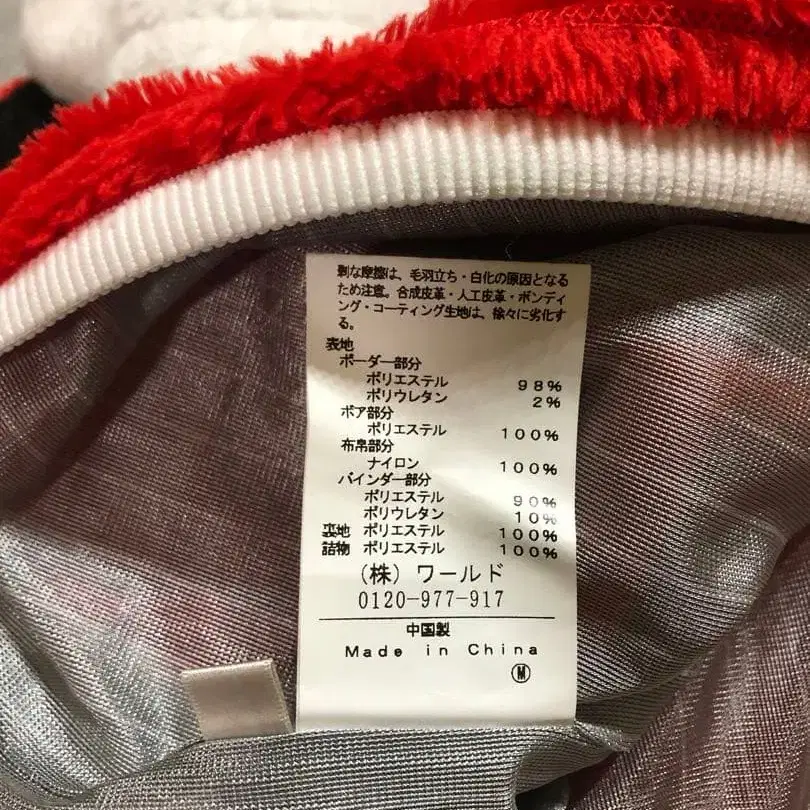 剰な摩擦は、毛羽立ち・白化の原因となる
ため注意。合成皮革・人工皮革・ボンディ
ング・コーティング生地は、徐々に劣化す
る。
表地
ボーダー部分
ポリエステル 98%
ポリウレタン 2%
ボア部分
ポリエステル 100%
布帛部分
ナイロン 100%
バインダー部分
ポリエステル 90%
ポリウレタン 10%
裏地 ポリエステル 100%
詰物 ポリエステル 100%
(株)ワールド
0120-977-917
中国製
Made in China
Ⓜ